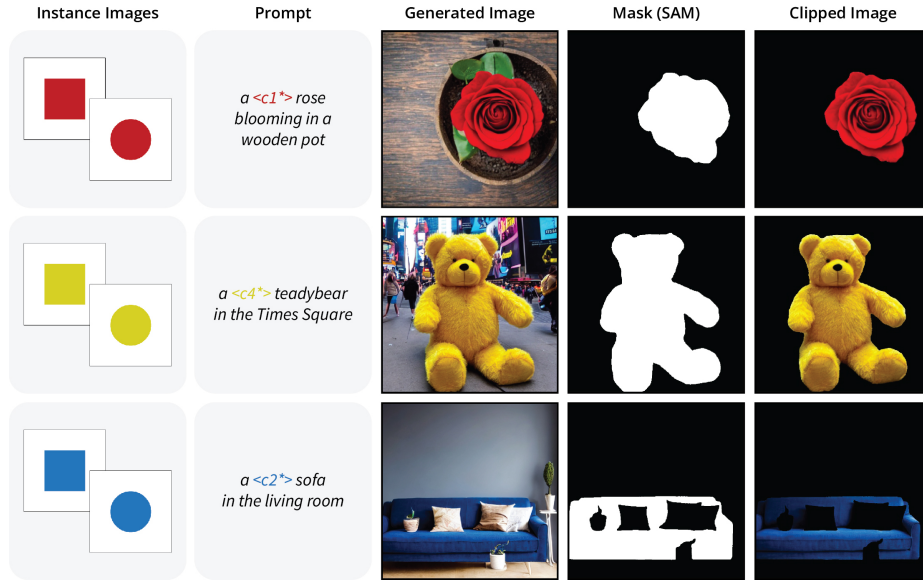 Instance Images
Prompt
Generated Image
Mask (SAM)
Clipped Image
a <c1*> rose
blooming in a
wooden pot
a <c4*> teadybear
in the Times Square
a <c2*> sofa
in the living room